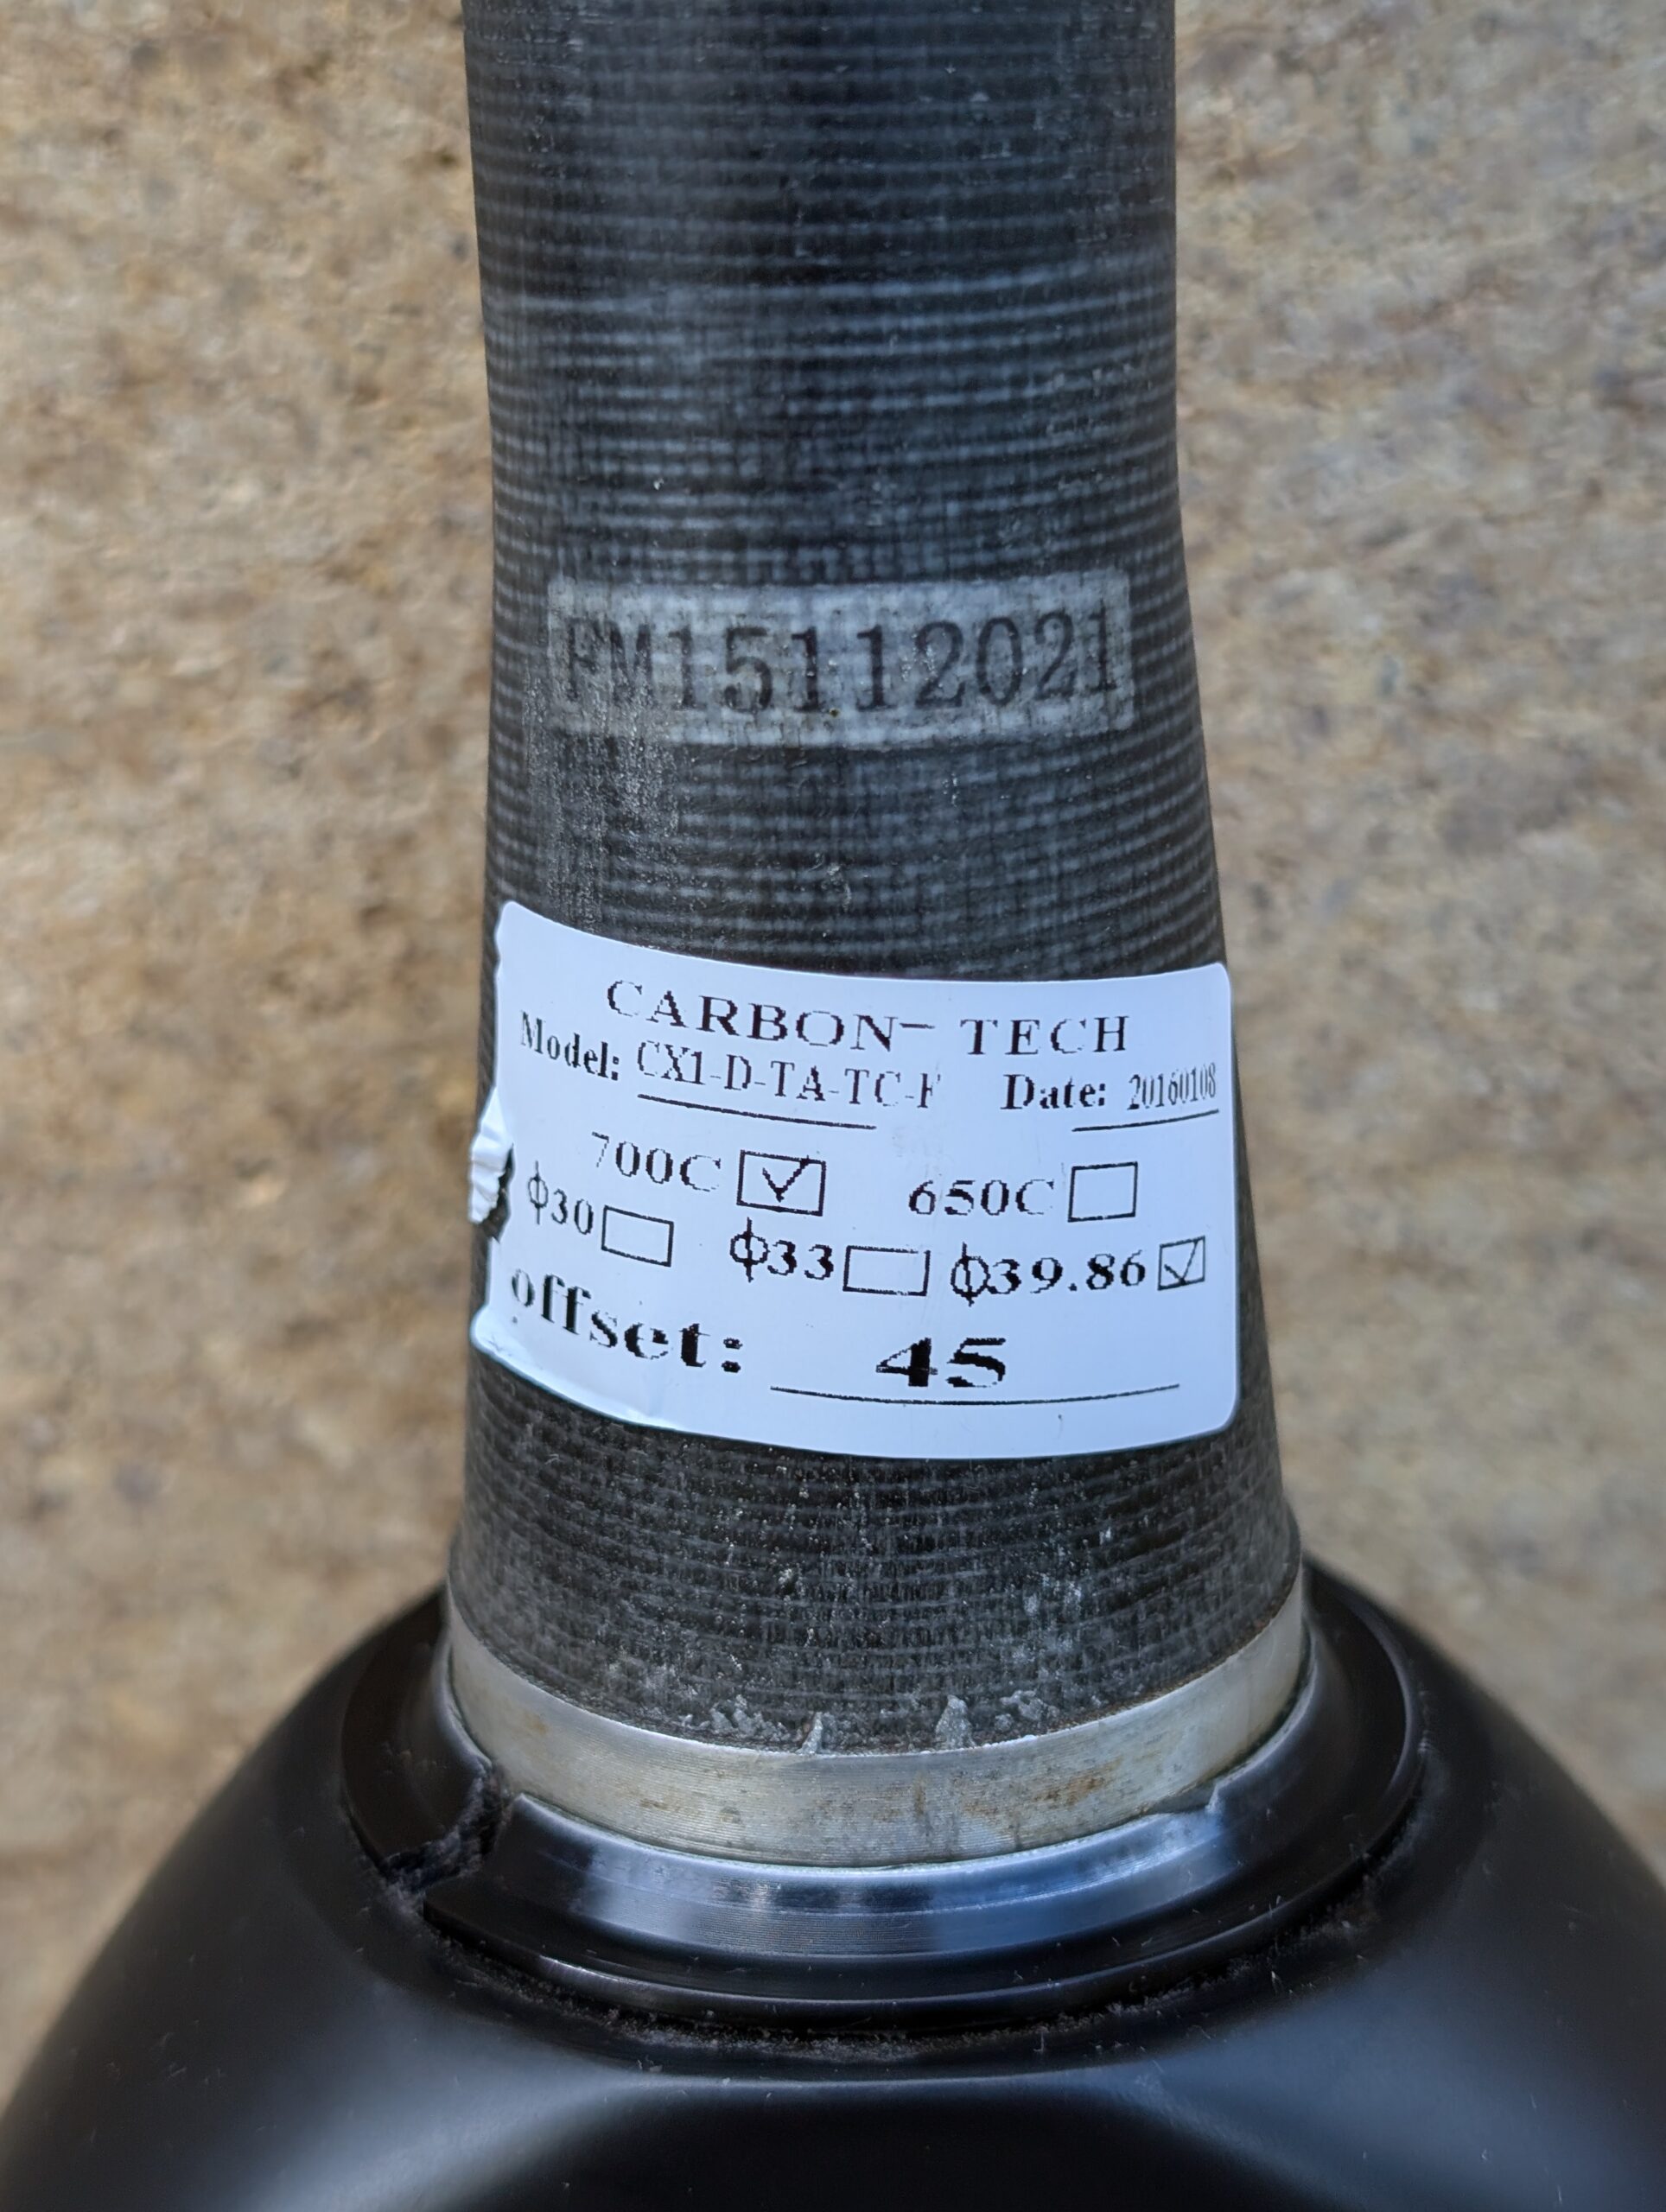 FM15112021
CARBON- TECH
Model: CX1-D-TA-TC-F Date: 20160108
700C ☑ 650C ☐
ϕ30 ☐ ϕ33 ☐ ϕ39.86 ☑
offset: 45